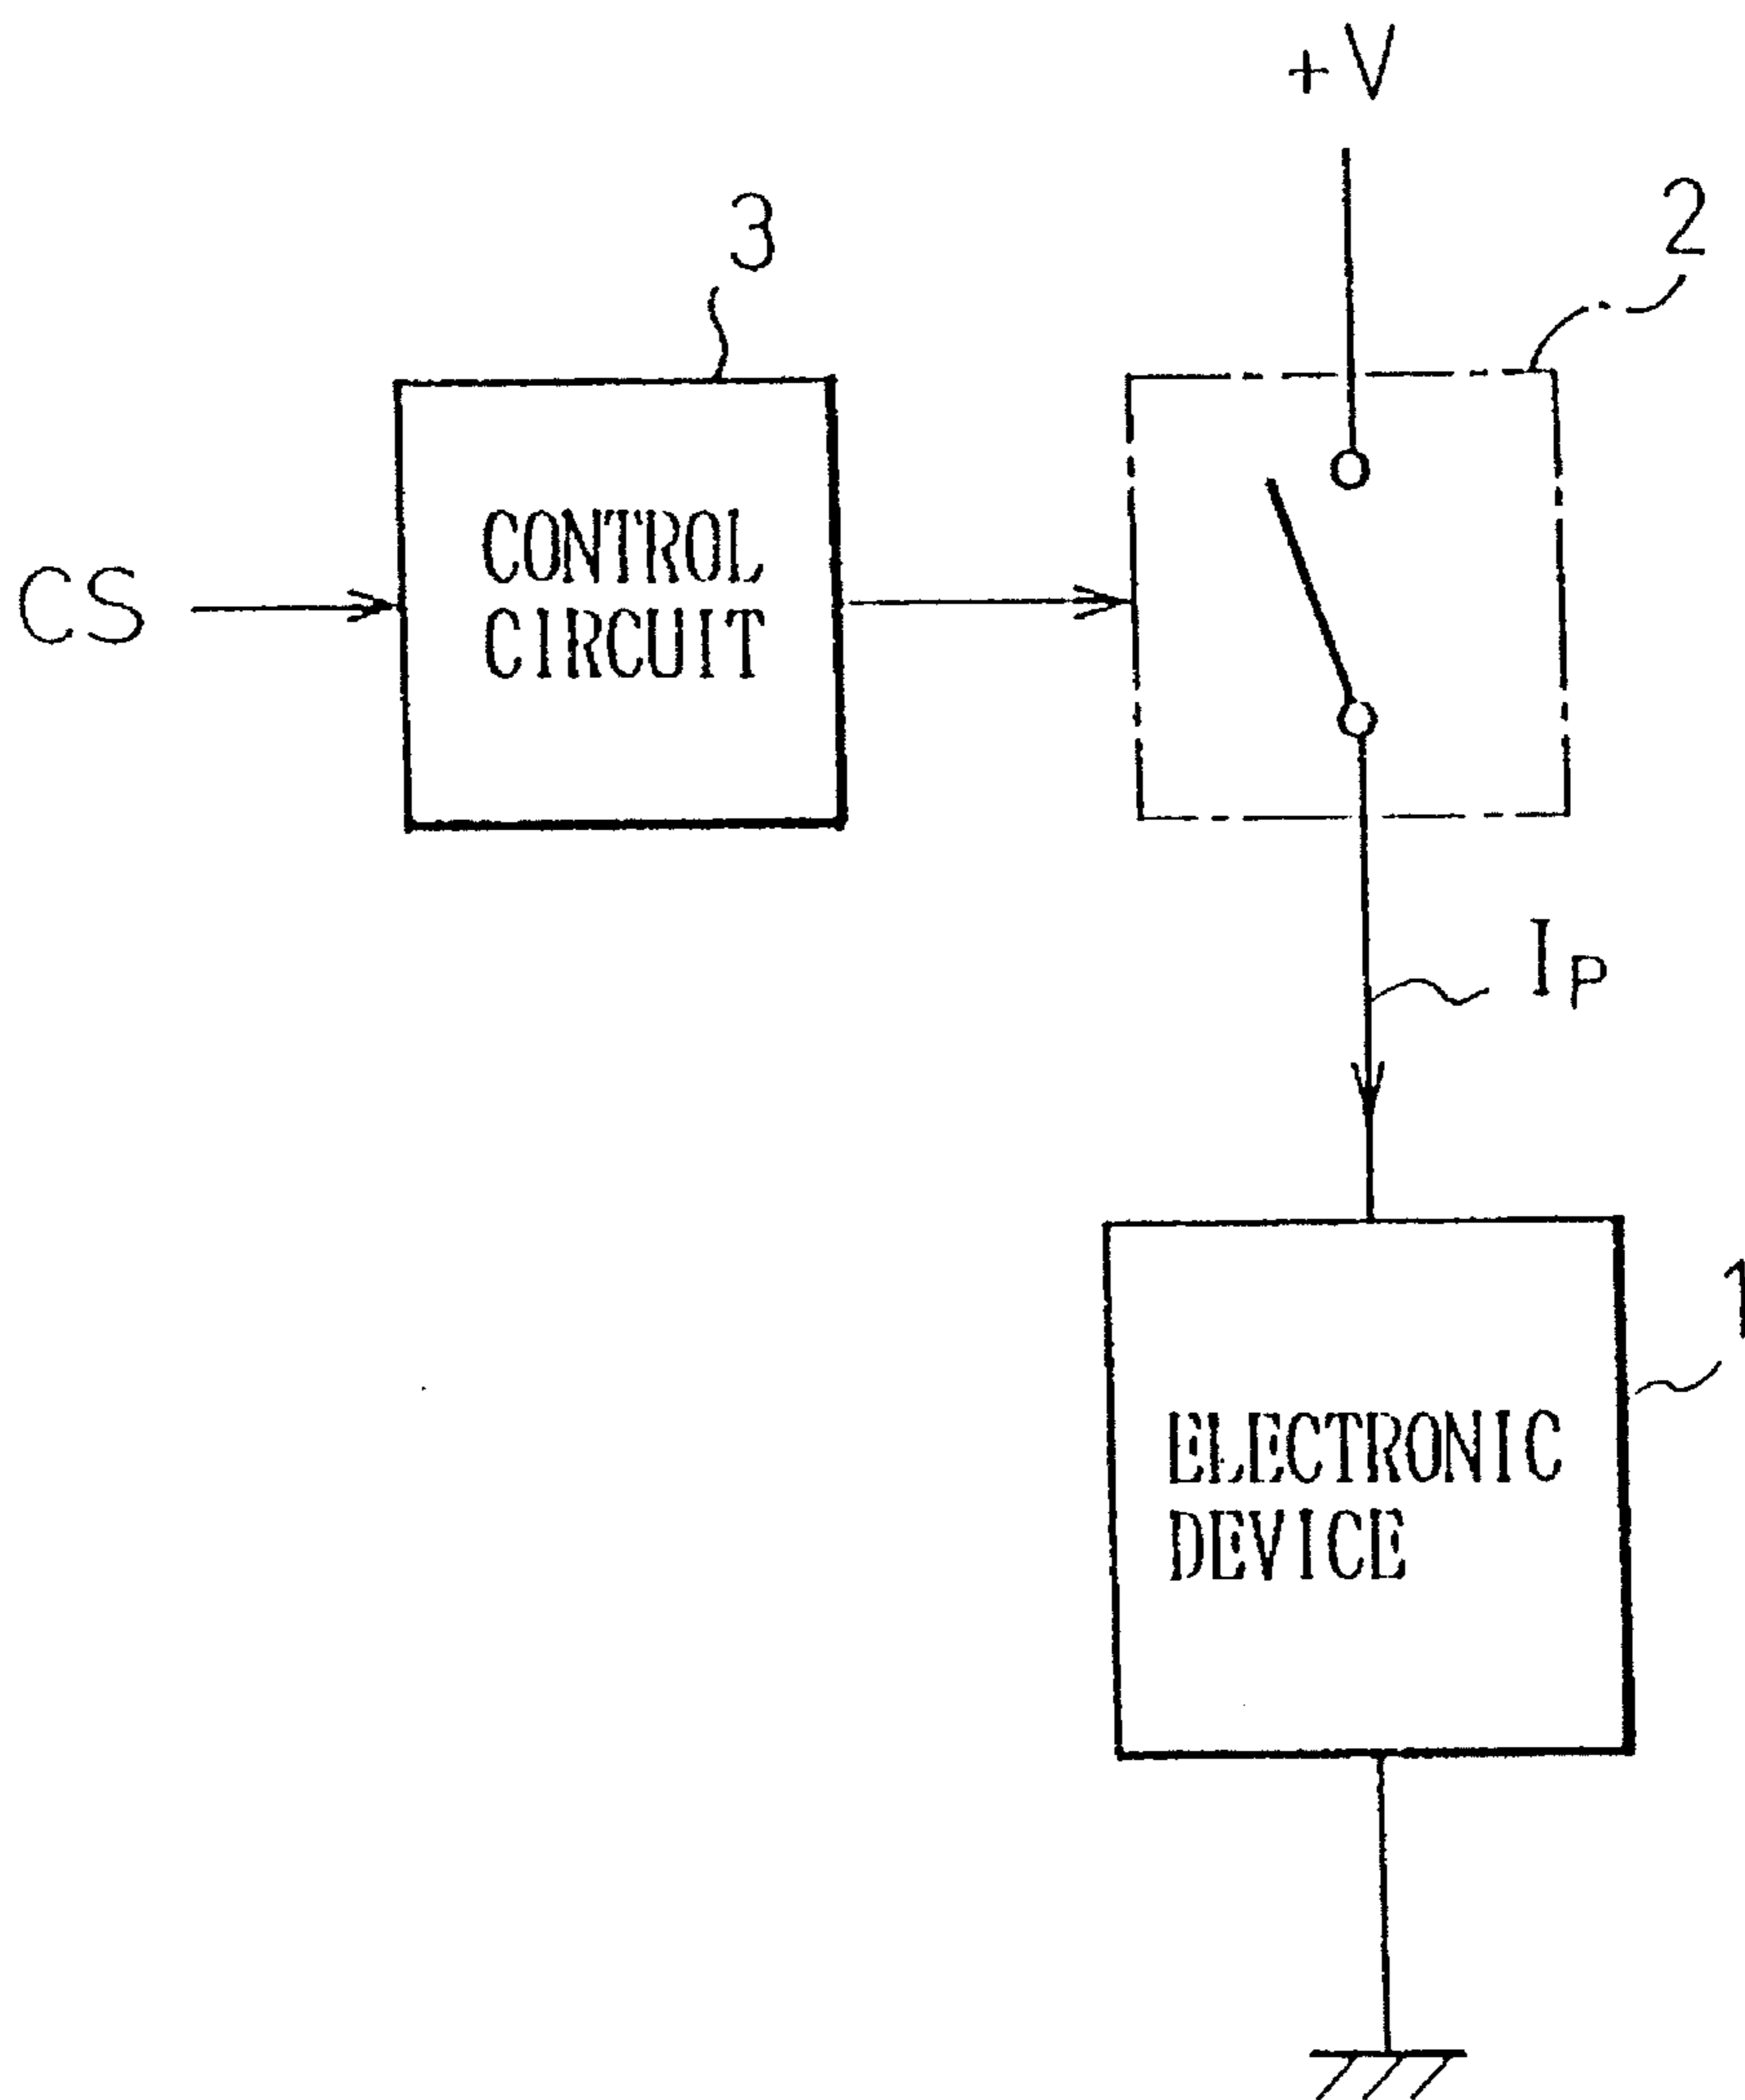 +V
2
3
CONTROL
CIRCUIT
CS
IP
1
ELECTRONIC
DEVICE